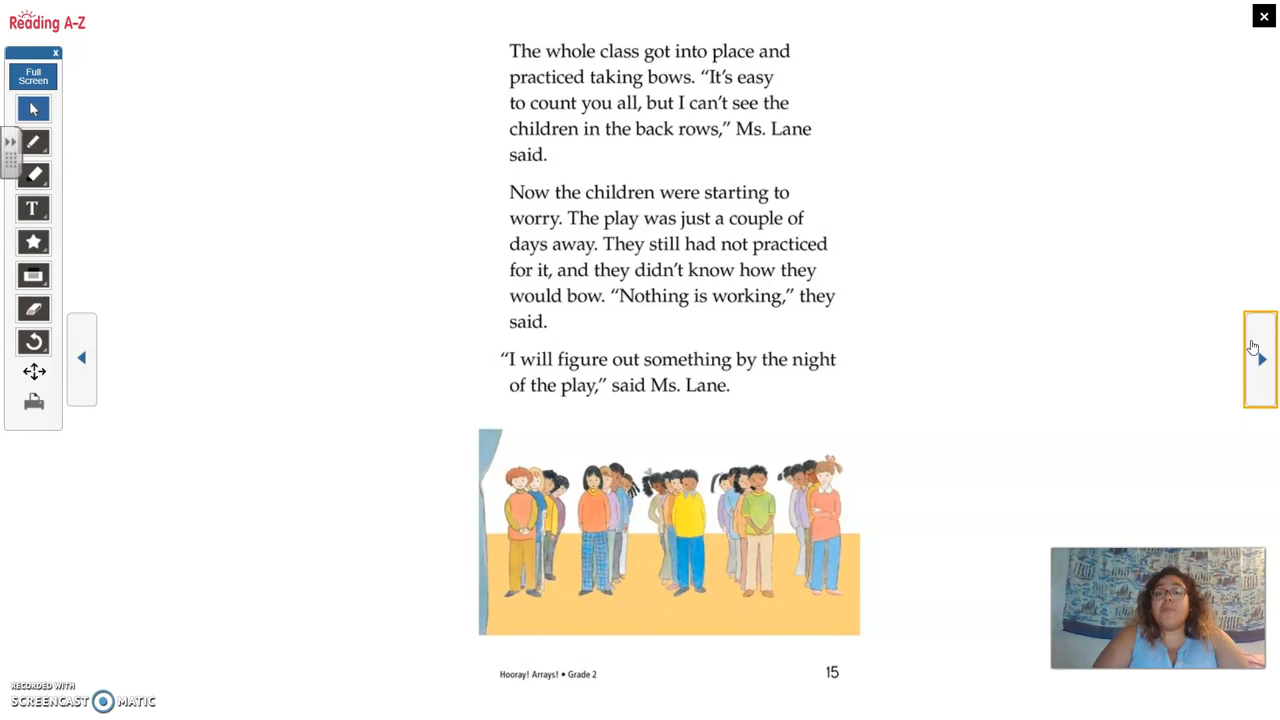 Reading A-Z
x
Full
Screen
T
The whole class got into place and
practiced taking bows. “It’s easy
to count you all, but I can’t see the
children in the back rows,” Ms. Lane
said.
Now the children were starting to
worry. The play was just a couple of
days away. They still had not practiced
for it, and they didn’t know how they
would bow. “Nothing is working,” they
said.
“I will figure out something by the night
of the play,” said Ms. Lane.
Hooray! Arrays! • Grade 2
15
RECORDED WITH
SCREENCAST MATIC